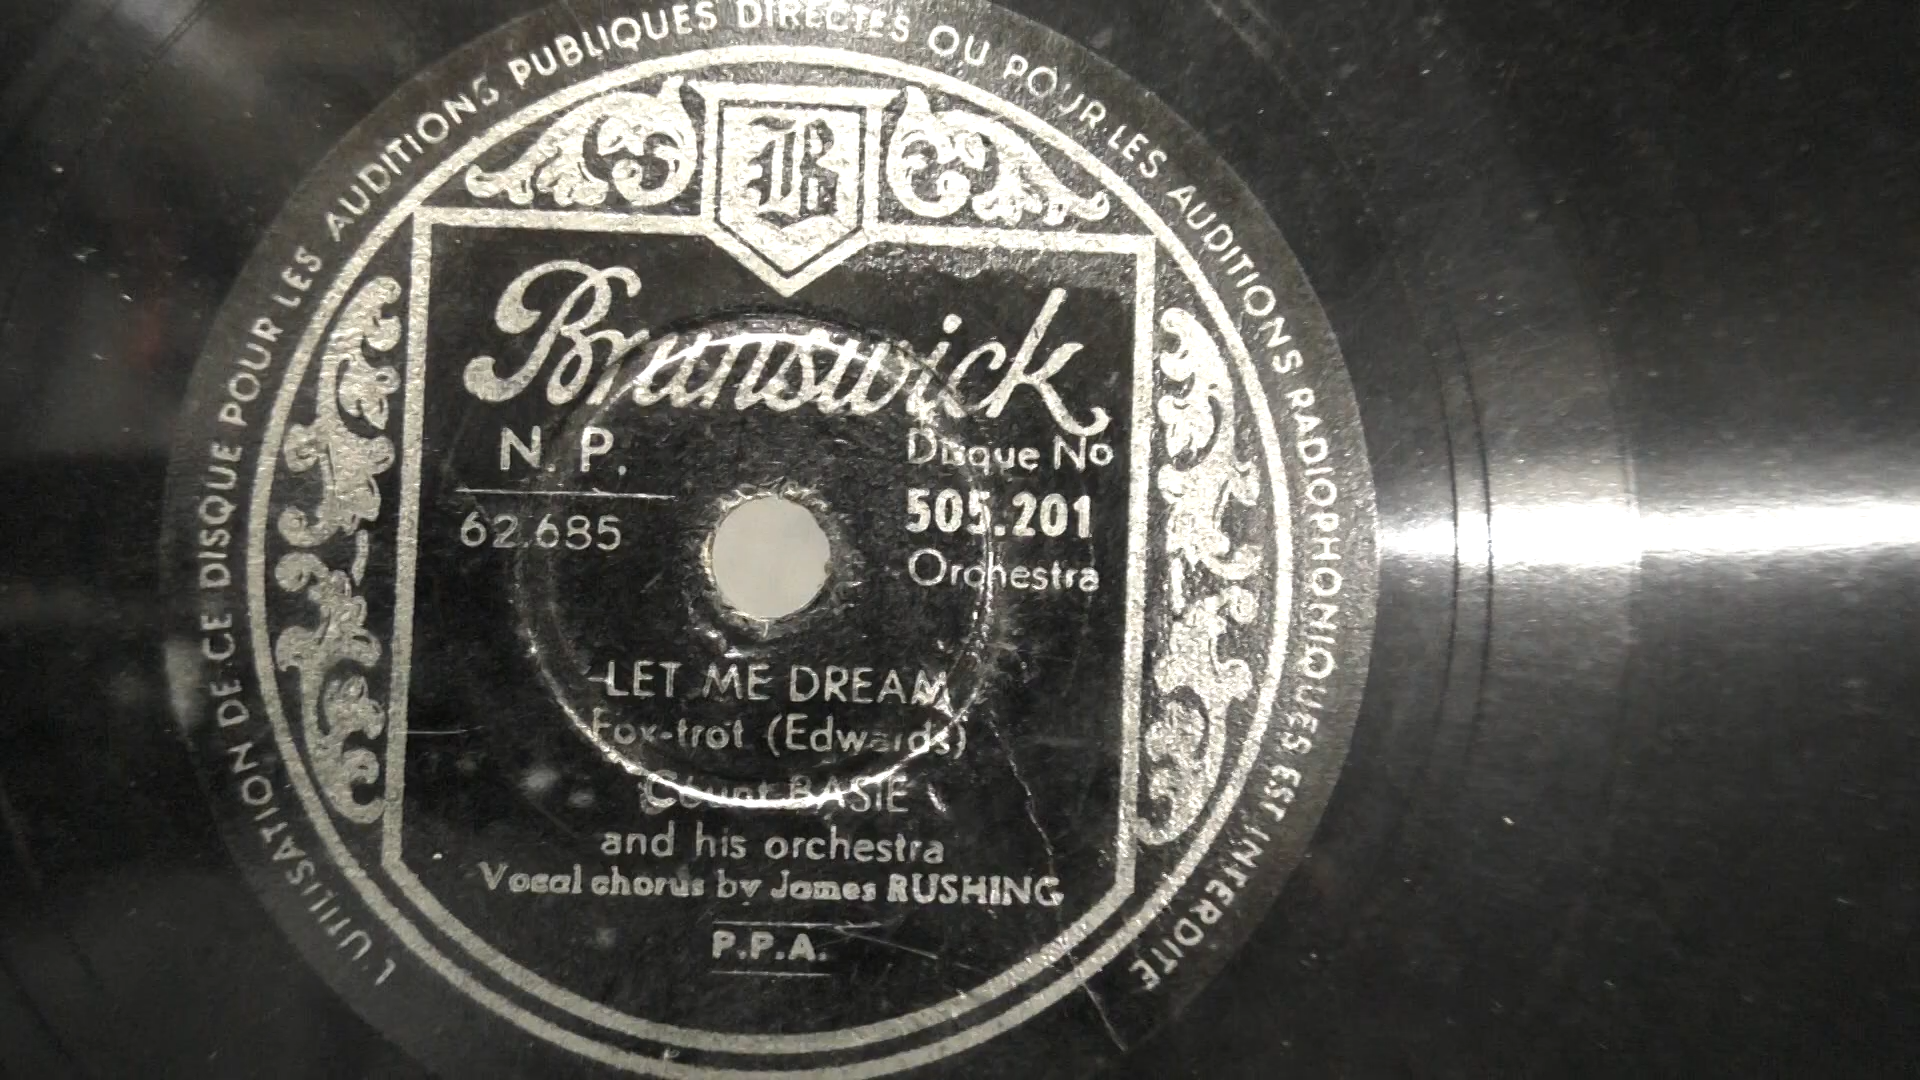 L'UTILISATION DE CE DISQUE POUR LES AUDITIONS PUBLIQUES DIRECTES OU POUR LES AUDITIONS RADIOPHONIQUES EST INTERDITE
B
Brunswick
N. P.
62.685
Disque No
505.201
Orchestra
LET ME DREAM
Fox-trot (Edwards)
Count BASIE
and his orchestra
Vocal chorus by James RUSHING
P.P.A.